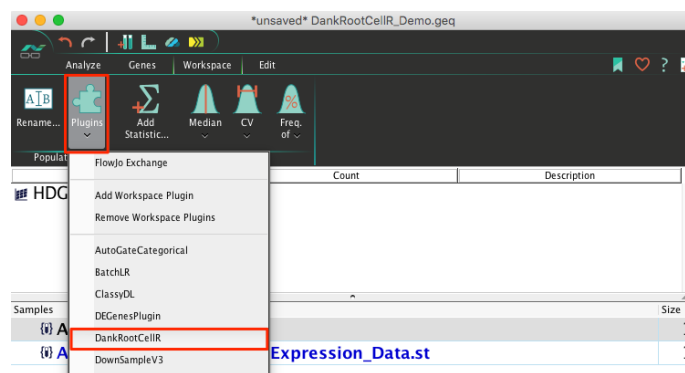 *unsaved* DankRootCellR_Demo.geq
Analyze Genes Workspace Edit
?
A B
Rename... Plugins Add Statistic... Median CV Freq. of
Σ %
Populat
FlowJo Exchange
Count Description
HDG
Add Workspace Plugin
Remove Workspace Plugins
AutoGateCategorical
BatchLR
ClassyDL
Samples Size
DEGenesPlugin
A
DankRootCellR
A Expression_Data.st
DownSampleV3